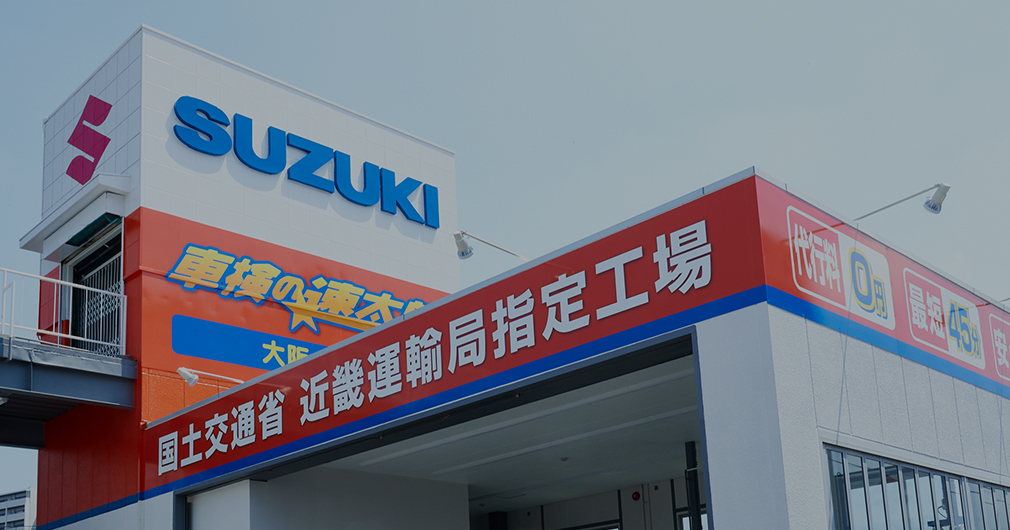 SUZUKI
車検の速太郎
大阪
国土交通省 近畿運輸局指定工場
代行料
0円
最短
45分
安